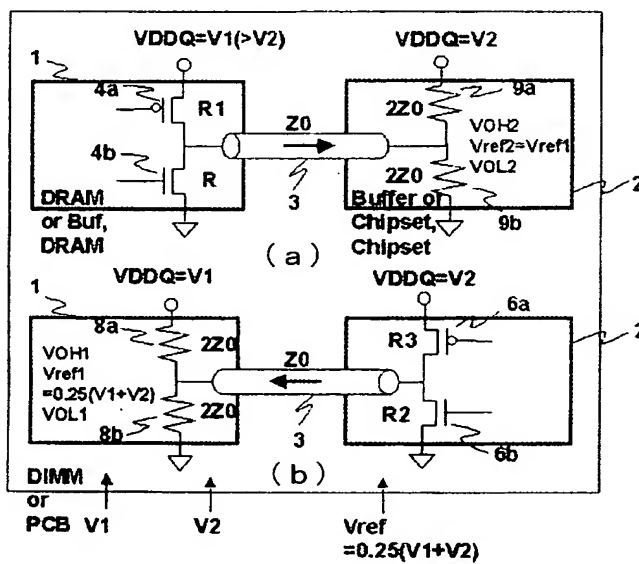 VDDQ=V1(>V2)
VDDQ=V2
1
4a
R1
9a
2Z0
Z0
VOH2
Vref2=Vref1
VOL2
4b
R
2Z0
2
DRAM
or Buf,
DRAM
3
Buffer or
Chipset,
Chipset
9b
(a)
VDDQ=V1
VDDQ=V2
1
8a
6a
2Z0
Z0
R3
2
VOH1
Vref1
=0.25(V1+V2)
VOL1
2Z0
R2
8b
3
6b
(b)
DIMM
or
PCB
V1
V2
Vref
=0.25(V1+V2)